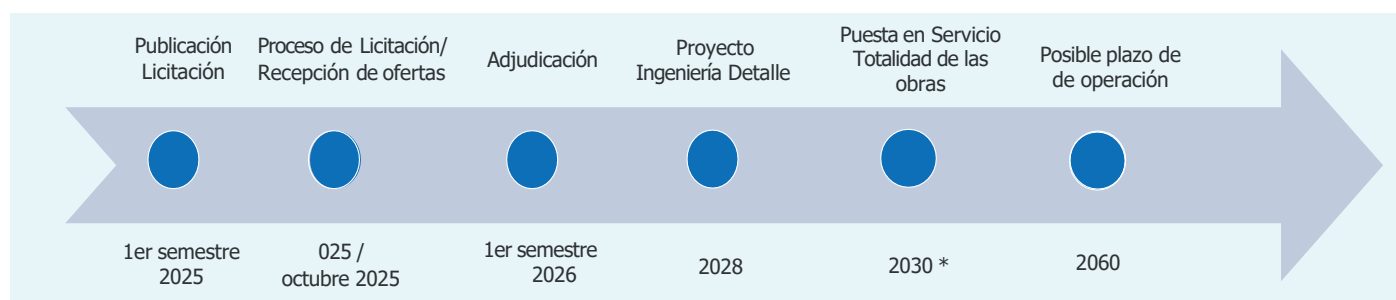 Publicación
Licitación
Proceso de Licitación/
Recepción de ofertas
Adjudicación
Proyecto
Ingeniería Detalle
Puesta en Servicio
Totalidad de las
obras
Posible plazo de
de operación
1er semestre
2025
025 /
octubre 2025
1er semestre
2026
2028
2030 *
2060